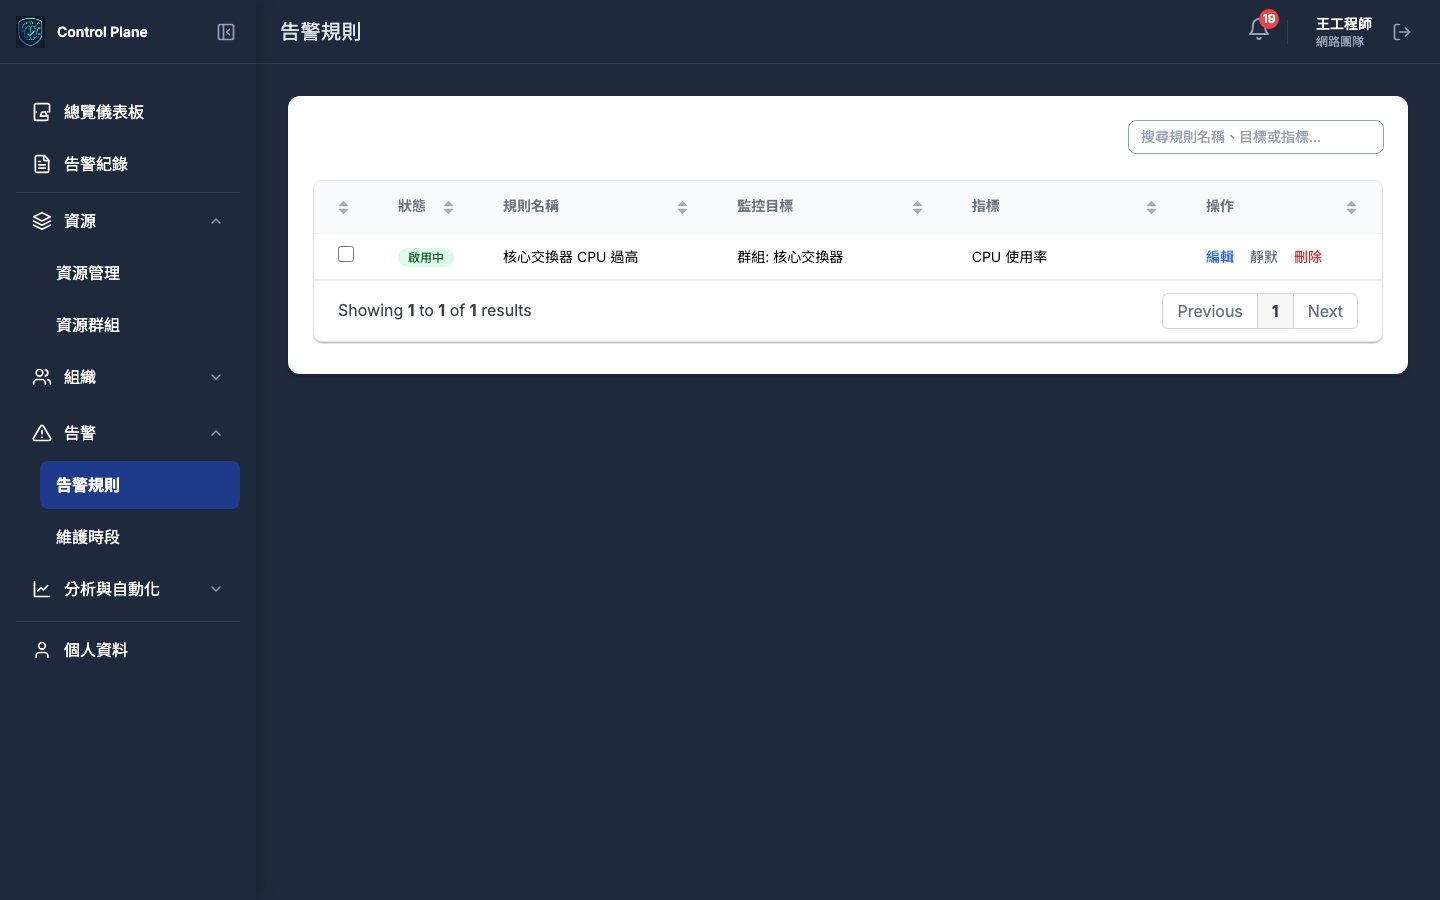 Control Plane
告警規則
19
王工程師
網路團隊
總覽儀表板
告警紀錄
資源
資源管理
資源群組
組織
告警
告警規則
維護時段
分析與自動化
個人資料
搜尋規則名稱、目標或指標...
狀態 規則名稱 監控目標 指標 操作
啟用中 核心交換器 CPU 過高 群組: 核心交換器 CPU 使用率 編輯 靜默 刪除
Showing 1 to 1 of 1 results
Previous 1 Next